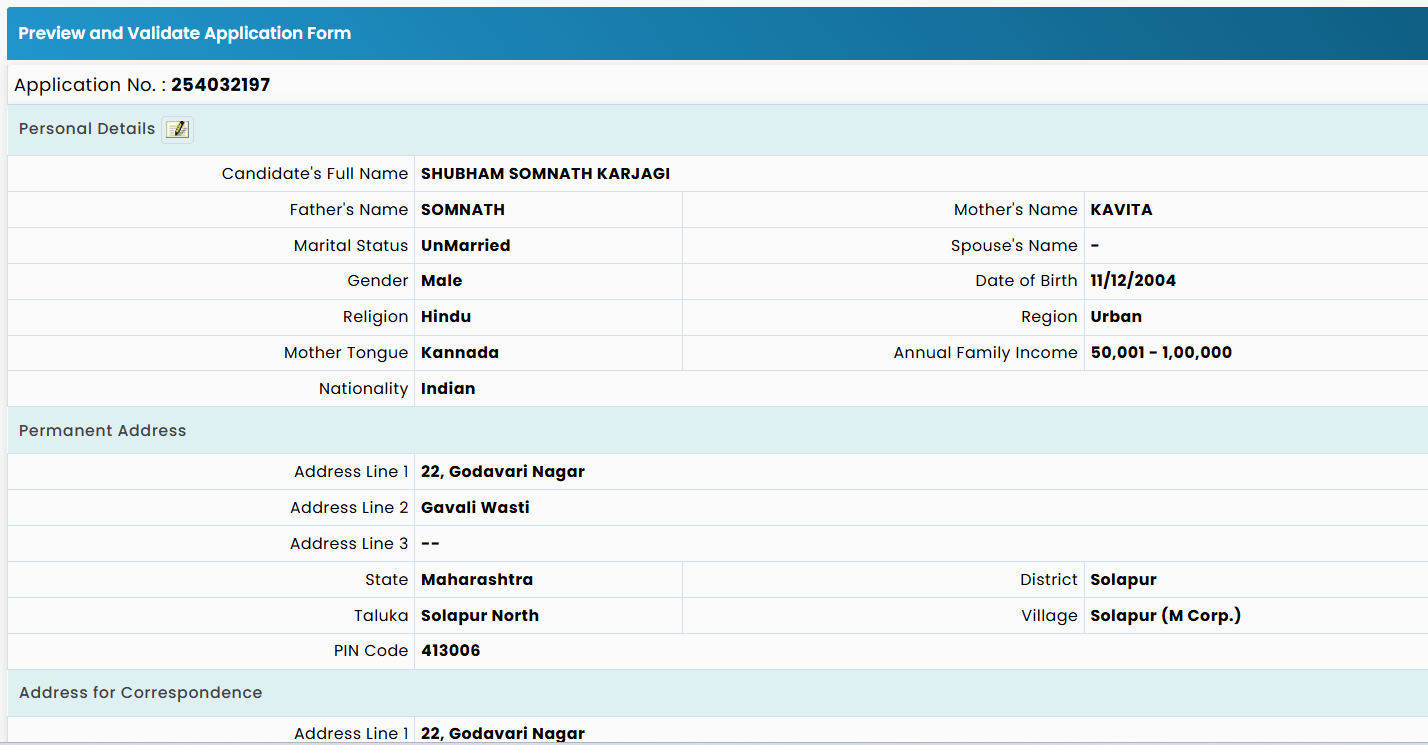 Preview and Validate Application Form
Application No. : 254032197
Personal Details
Candidate's Full Name SHUBHAM SOMNATH KARJAGI
Father's Name SOMNATH Mother's Name KAVITA
Marital Status UnMarried Spouse's Name -
Gender Male Date of Birth 11/12/2004
Religion Hindu Region Urban
Mother Tongue Kannada Annual Family Income 50,001 - 1,00,000
Nationality Indian
Permanent Address
Address Line 1 22, Godavari Nagar
Address Line 2 Gavali Wasti
Address Line 3 --
State Maharashtra District Solapur
Taluka Solapur North Village Solapur (M Corp.)
PIN Code 413006
Address for Correspondence
Address Line 1 22, Godavari Nagar